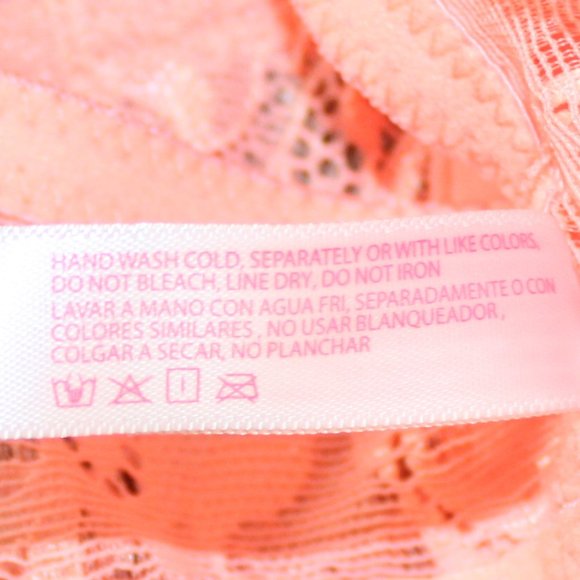 HAND WASH COLD, SEPARATELY OR WITH LIKE COLORS,
DO NOT BLEACH, LINE DRY, DO NOT IRON
LAVAR A MANO CON AGUA FRI, SEPARADAMENTE O CON
COLORES SIMILARES , NO USAR BLANQUEADOR ,
COLGAR A SECAR, NO PLANCHAR